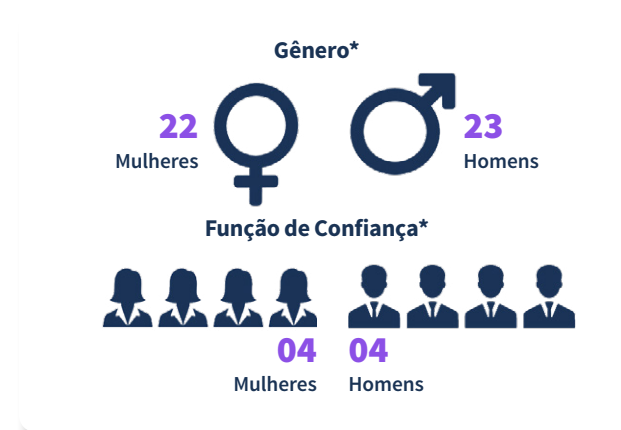 Gênero*
22
Mulheres
23
Homens
Função de Confiança*
04
Mulheres
04
Homens